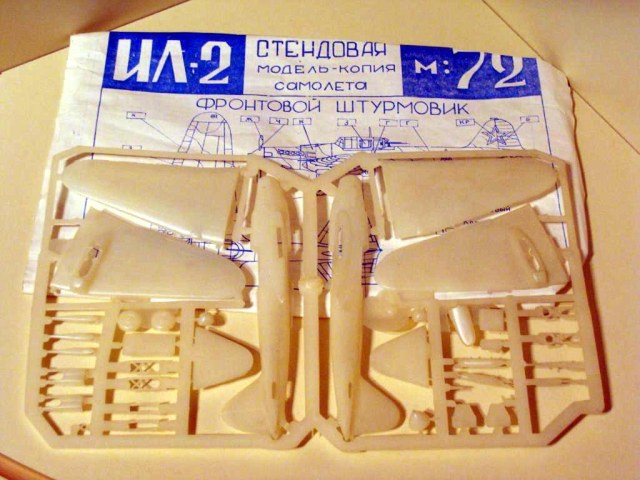 ИЛ-2
СТЕНДОВАЯ
МОДЕЛЬ-КОПИЯ
САМОЛЕТА
М: 72
ФРОНТОВОЙ ШТУРМОВИК